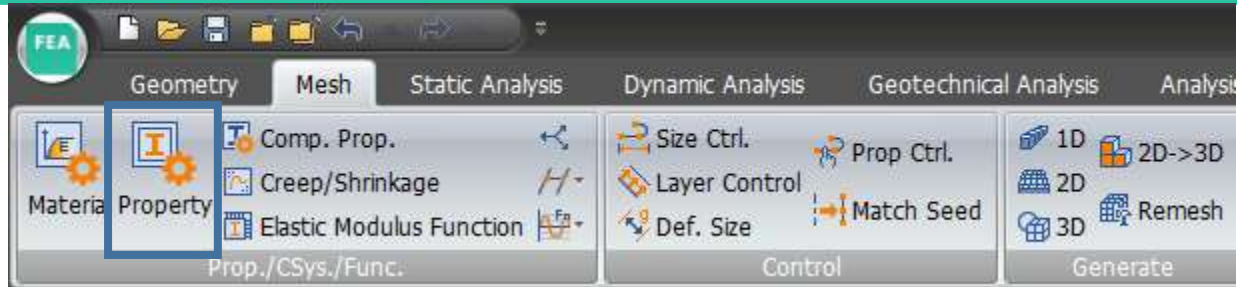 FEA
Geometry Mesh Static Analysis Dynamic Analysis Geotechnical Analysis Analysis
Materia Property Comp. Prop. Size Ctrl. Prop Ctrl. 1D 2D->3D
Creep/Shrinkage Layer Control Match Seed 2D Remesh
Elastic Modulus Function Fn Def. Size 3D
Prop./CSys./Func. Control Generate